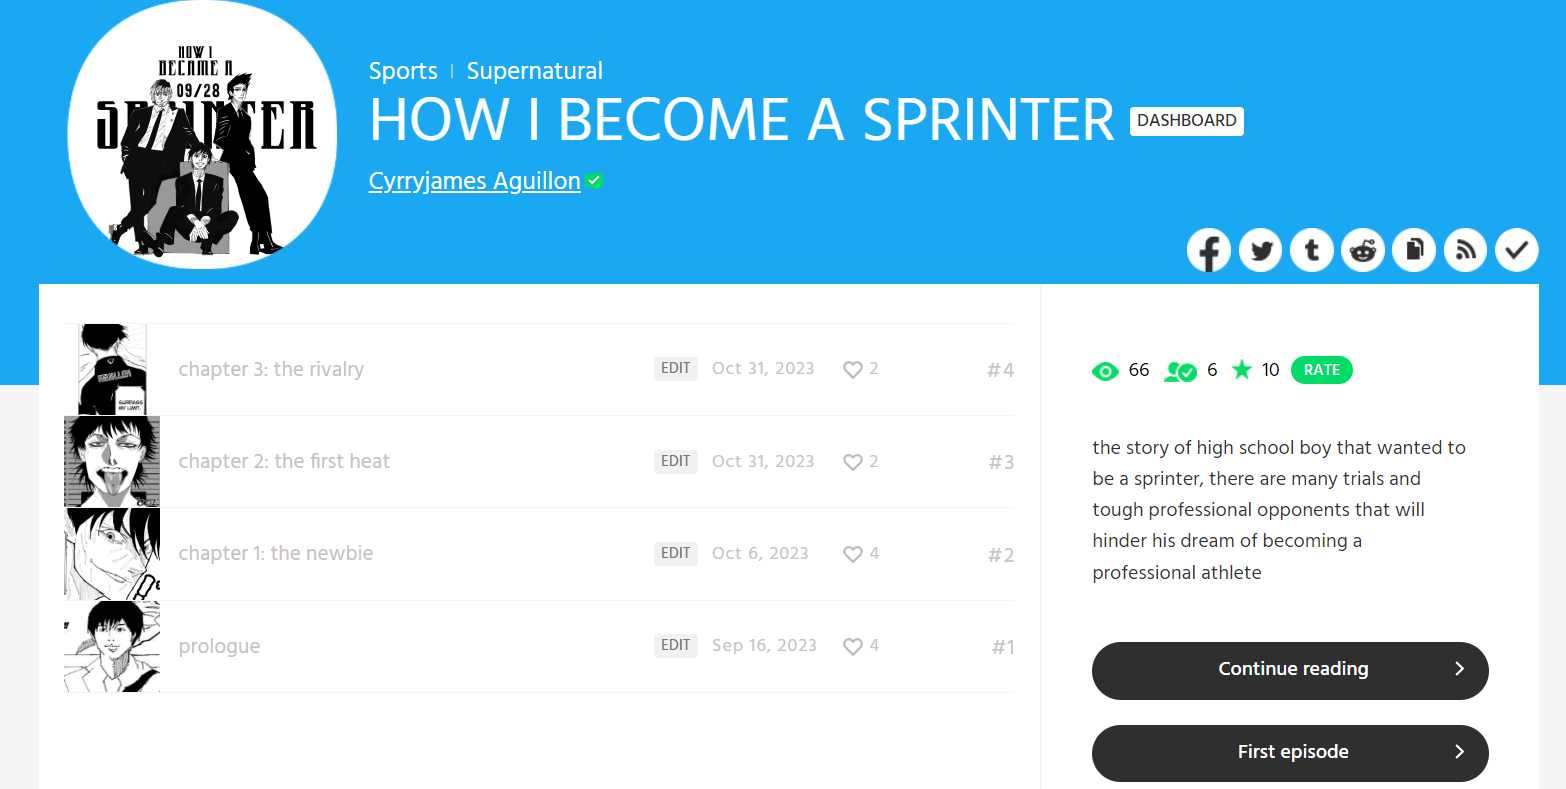 HOW I
BECAME A
09/28
SPRINTER
Sports | Supernatural
HOW I BECOME A SPRINTER DASHBOARD
Cyrryjames Aguillon
chapter 3: the rivalry EDIT Oct 31, 2023 2 #4
SURPASS
MY LIMIT.
chapter 2: the first heat EDIT Oct 31, 2023 2 #3
chapter 1: the newbie EDIT Oct 6, 2023 4 #2
prologue EDIT Sep 16, 2023 4 #1
66 6 10 RATE
the story of high school boy that wanted to
be a sprinter, there are many trials and
tough professional opponents that will
hinder his dream of becoming a
professional athlete
Continue reading
First episode